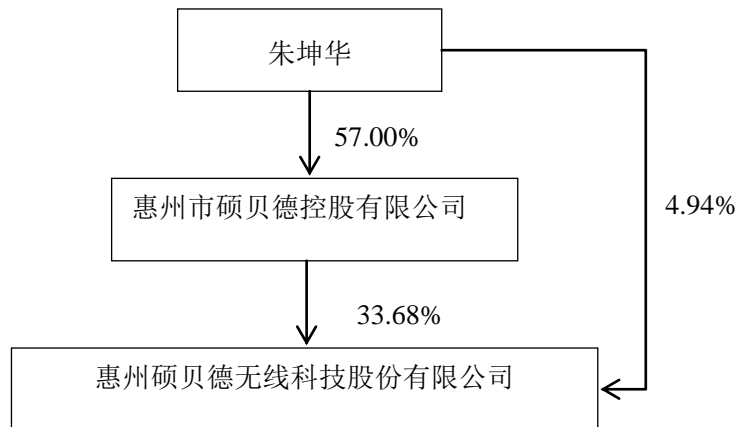 朱坤华
57.00%
惠州市硕贝德控股有限公司
4.94%
33.68%
惠州硕贝德无线科技股份有限公司